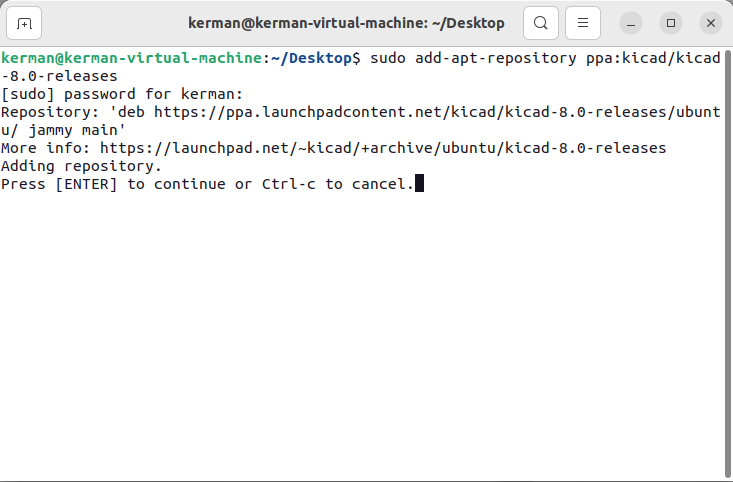 kerman@kerman-virtual-machine: ~/Desktop
kerman@kerman-virtual-machine:~/Desktop$ sudo add-apt-repository ppa:kicad/kicad
-8.0-releases
[sudo] password for kerman:
Repository: 'deb https://ppa.launchpadcontent.net/kicad/kicad-8.0-releases/ubunt
u/ jammy main'
More info: https://launchpad.net/~kicad/+archive/ubuntu/kicad-8.0-releases
Adding repository.
Press [ENTER] to continue or Ctrl-c to cancel.